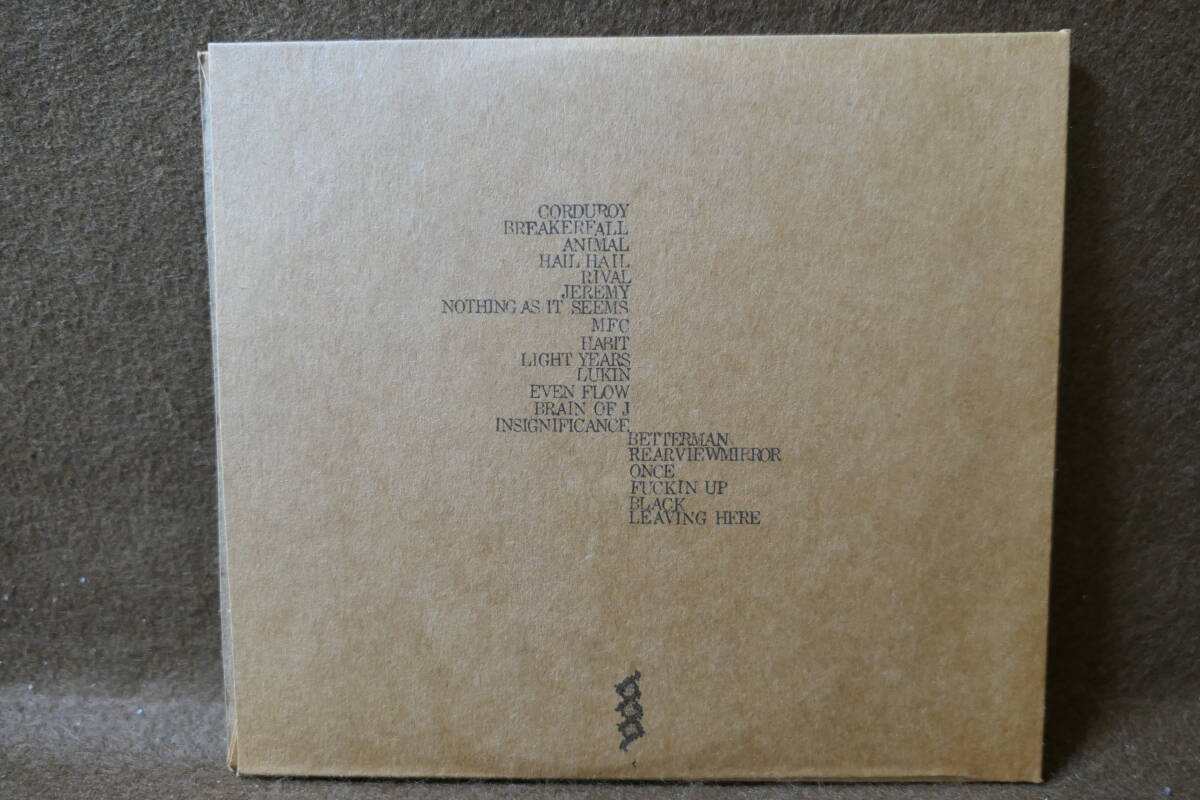 CORDUROY
BREAKERFALL
ANIMAL
HAIL HAIL
RIVAL
JEREMY
NOTHING AS IT SEEMS
MFC
HABIT
LIGHT YEARS
LUKIN
EVEN FLOW
BRAIN OF J
INSIGNIFICANCE
BETTERMAN
REARVIEWMIRROR
ONCE
FUCKIN UP
BLACK
LEAVING HERE